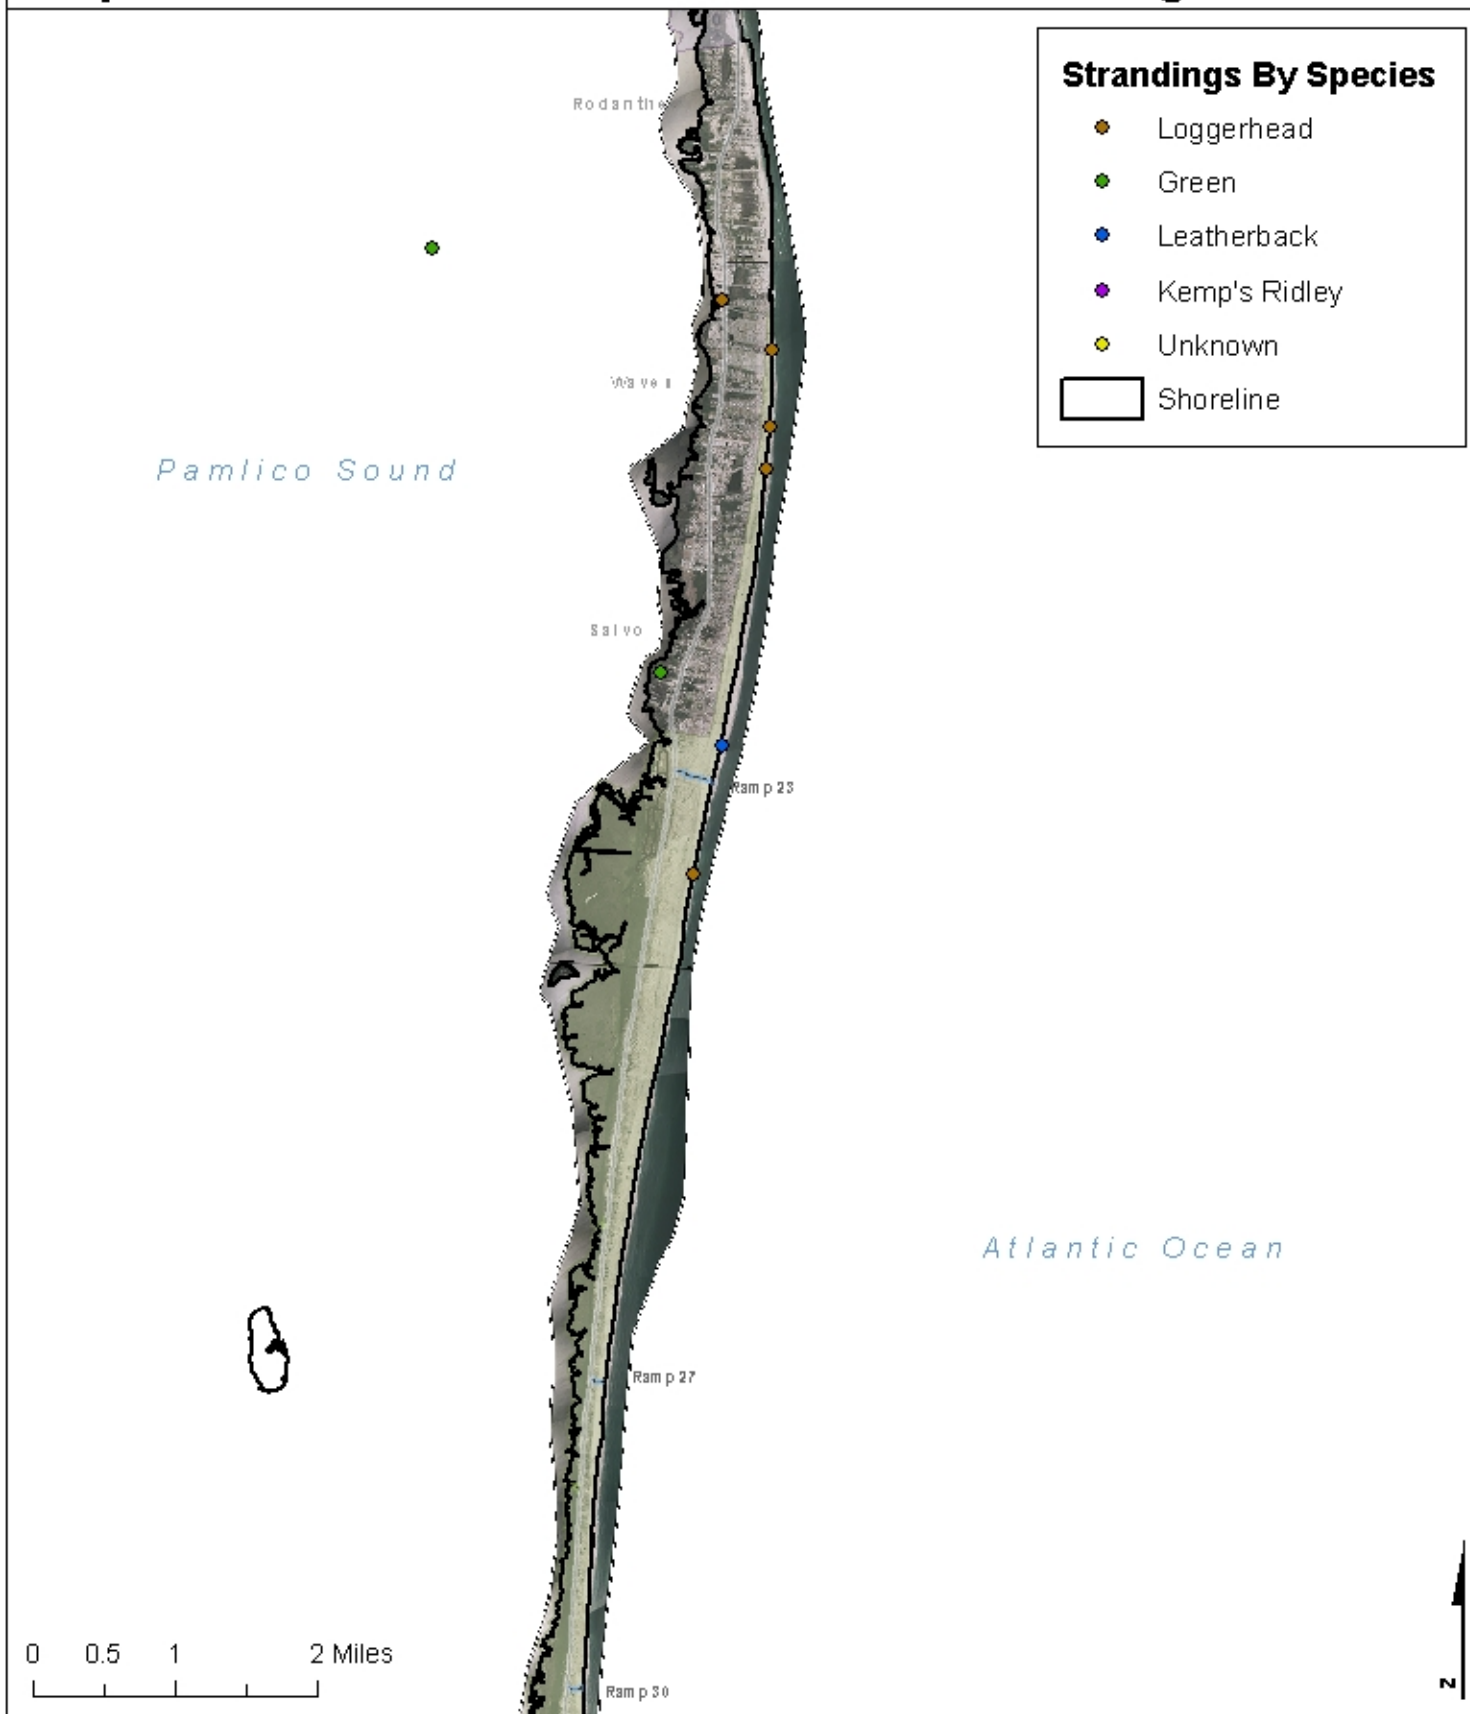 Strandings By Species
Loggerhead
Green
Leatherback
Kemp's Ridley
Unknown
Shoreline
Rodanthe
Pamlico Sound
Salvo
Ramp 23
Atlantic Ocean
Ramp 27
0 0.5 1 2 Miles
Ramp 30
N